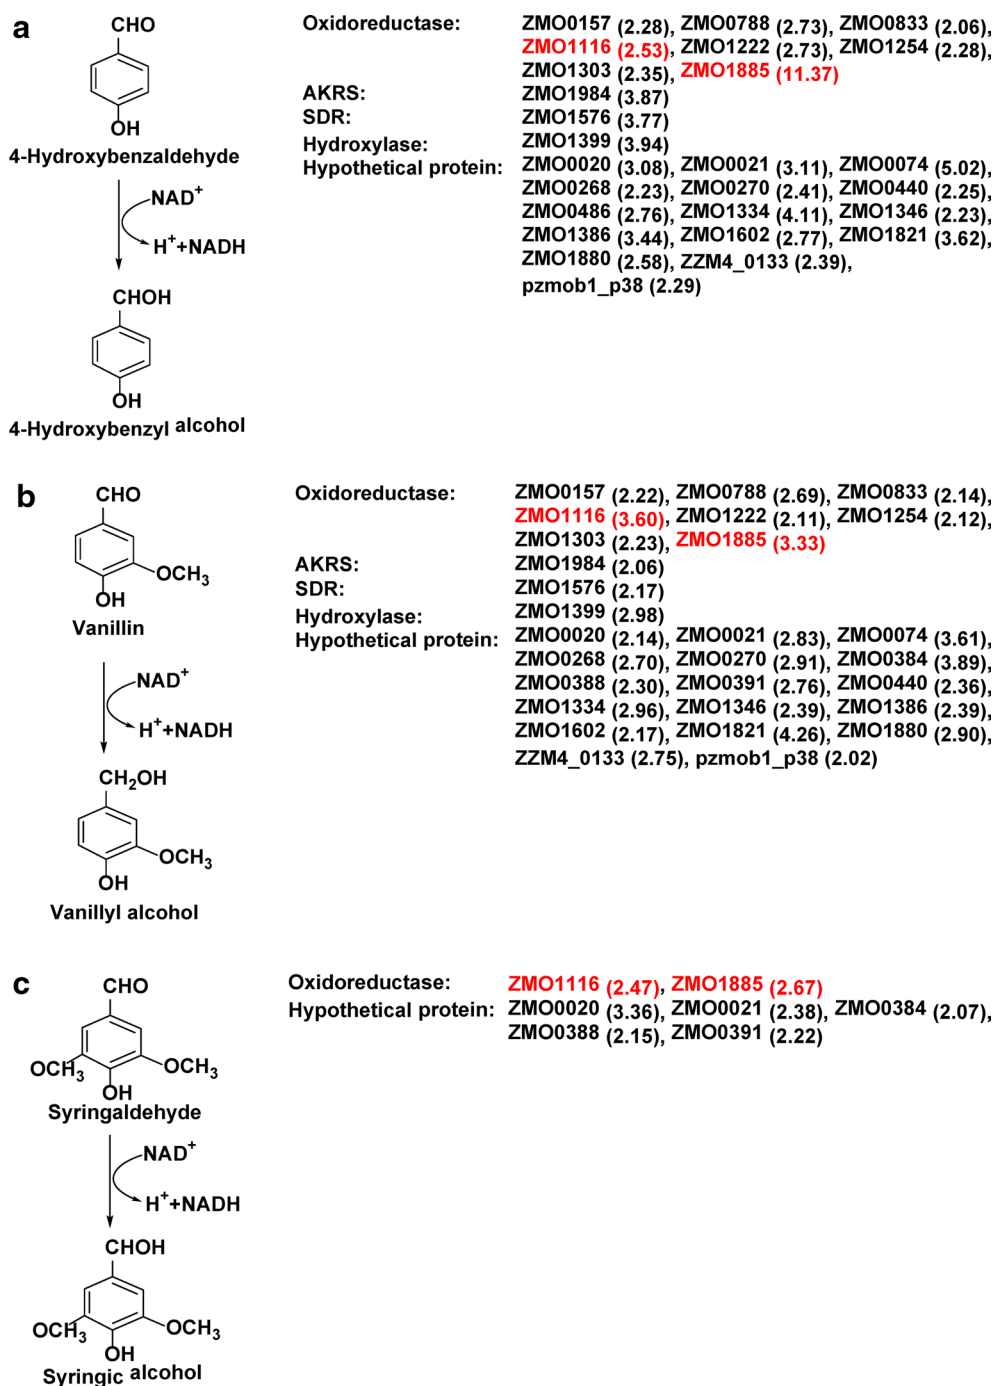 a
CHO
OH
4-Hydroxybenzaldehyde
NAD+
H++NADH
CHOH
OH
4-Hydroxybenzyl alcohol
Oxidoreductase: ZMO0157 (2.28), ZMO0788 (2.73), ZMO0833 (2.06),
ZMO1116 (2.53), ZMO1222 (2.73), ZMO1254 (2.28),
ZMO1303 (2.35), ZMO1885 (11.37)
AKRS: ZMO1984 (3.87)
SDR: ZMO1576 (3.77)
Hydroxylase: ZMO1399 (3.94)
Hypothetical protein: ZMO0020 (3.08), ZMO0021 (3.11), ZMO0074 (5.02),
ZMO0268 (2.23), ZMO0270 (2.41), ZMO0440 (2.25),
ZMO0486 (2.76), ZMO1334 (4.11), ZMO1346 (2.23),
ZMO1386 (3.44), ZMO1602 (2.77), ZMO1821 (3.62),
ZMO1880 (2.58), ZZM4_0133 (2.39),
pzmob1_p38 (2.29)
b
CHO
OCH3
OH
Vanillin
NAD+
H++NADH
CH2OH
OCH3
OH
Vanillyl alcohol
Oxidoreductase: ZMO0157 (2.22), ZMO0788 (2.69), ZMO0833 (2.14),
ZMO1116 (3.60), ZMO1222 (2.11), ZMO1254 (2.12),
ZMO1303 (2.23), ZMO1885 (3.33)
AKRS: ZMO1984 (2.06)
SDR: ZMO1576 (2.17)
Hydroxylase: ZMO1399 (2.98)
Hypothetical protein: ZMO0020 (2.14), ZMO0021 (2.83), ZMO0074 (3.61),
ZMO0268 (2.70), ZMO0270 (2.91), ZMO0384 (3.89),
ZMO0388 (2.30), ZMO0391 (2.76), ZMO0440 (2.36),
ZMO1334 (2.96), ZMO1346 (2.39), ZMO1386 (2.39),
ZMO1602 (2.17), ZMO1821 (4.26), ZMO1880 (2.90),
ZZM4_0133 (2.75), pzmob1_p38 (2.02)
c
CHO
OCH3 OCH3
OH
Syringaldehyde
NAD+
H++NADH
CHOH
OCH3 OCH3
OH
Syringic alcohol
Oxidoreductase: ZMO1116 (2.47), ZMO1885 (2.67)
Hypothetical protein: ZMO0020 (3.36), ZMO0021 (2.38), ZMO0384 (2.07),
ZMO0388 (2.15), ZMO0391 (2.22)